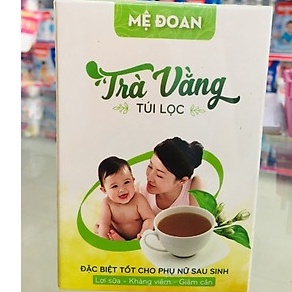 MỆ ĐOAN
Trà Vằng
TÚI LỌC
ĐẶC BIỆT TỐT CHO PHỤ NỮ SAU SINH
Lợi sữa - Kháng viêm - Giảm cân